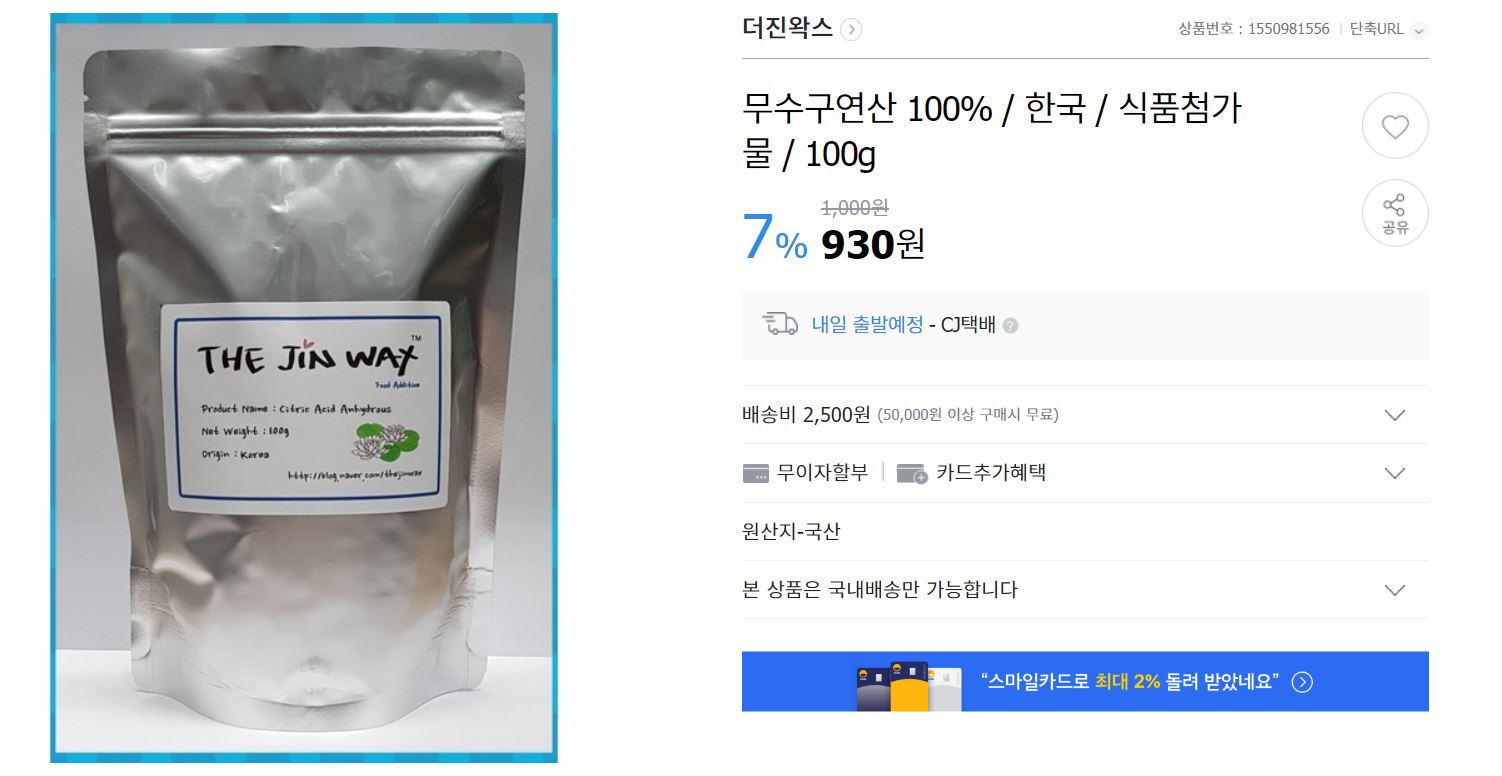 THE JIN WAX TM
Food Additive
Product Name : Citric Acid Anhydrous
Net Weight : 100g
Origin : Korea
http://blog.naver.com/thejinwax
더진왁스
상품번호 : 1550981556 단축URL
무수구연산 100% / 한국 / 식품첨가
물 / 100g
공유
1,000원
7% 930원
내일 출발예정 - CJ택배 ?
배송비 2,500원 (50,000원 이상 구매시 무료)
무이자할부 카드추가혜택
원산지-국산
본 상품은 국내배송만 가능합니다
“스마일카드로 최대 2% 돌려 받았네요”